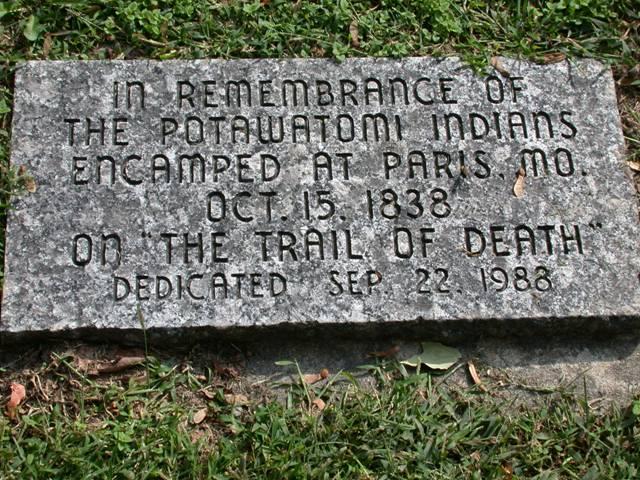 IN REMEMBRANCE OF
THE POTAWATOMI INDIANS
ENCAMPED AT PARIS, MO.
OCT. 15, 1838
ON "THE TRAIL OF DEATH"
DEDICATED SEP. 22, 1988